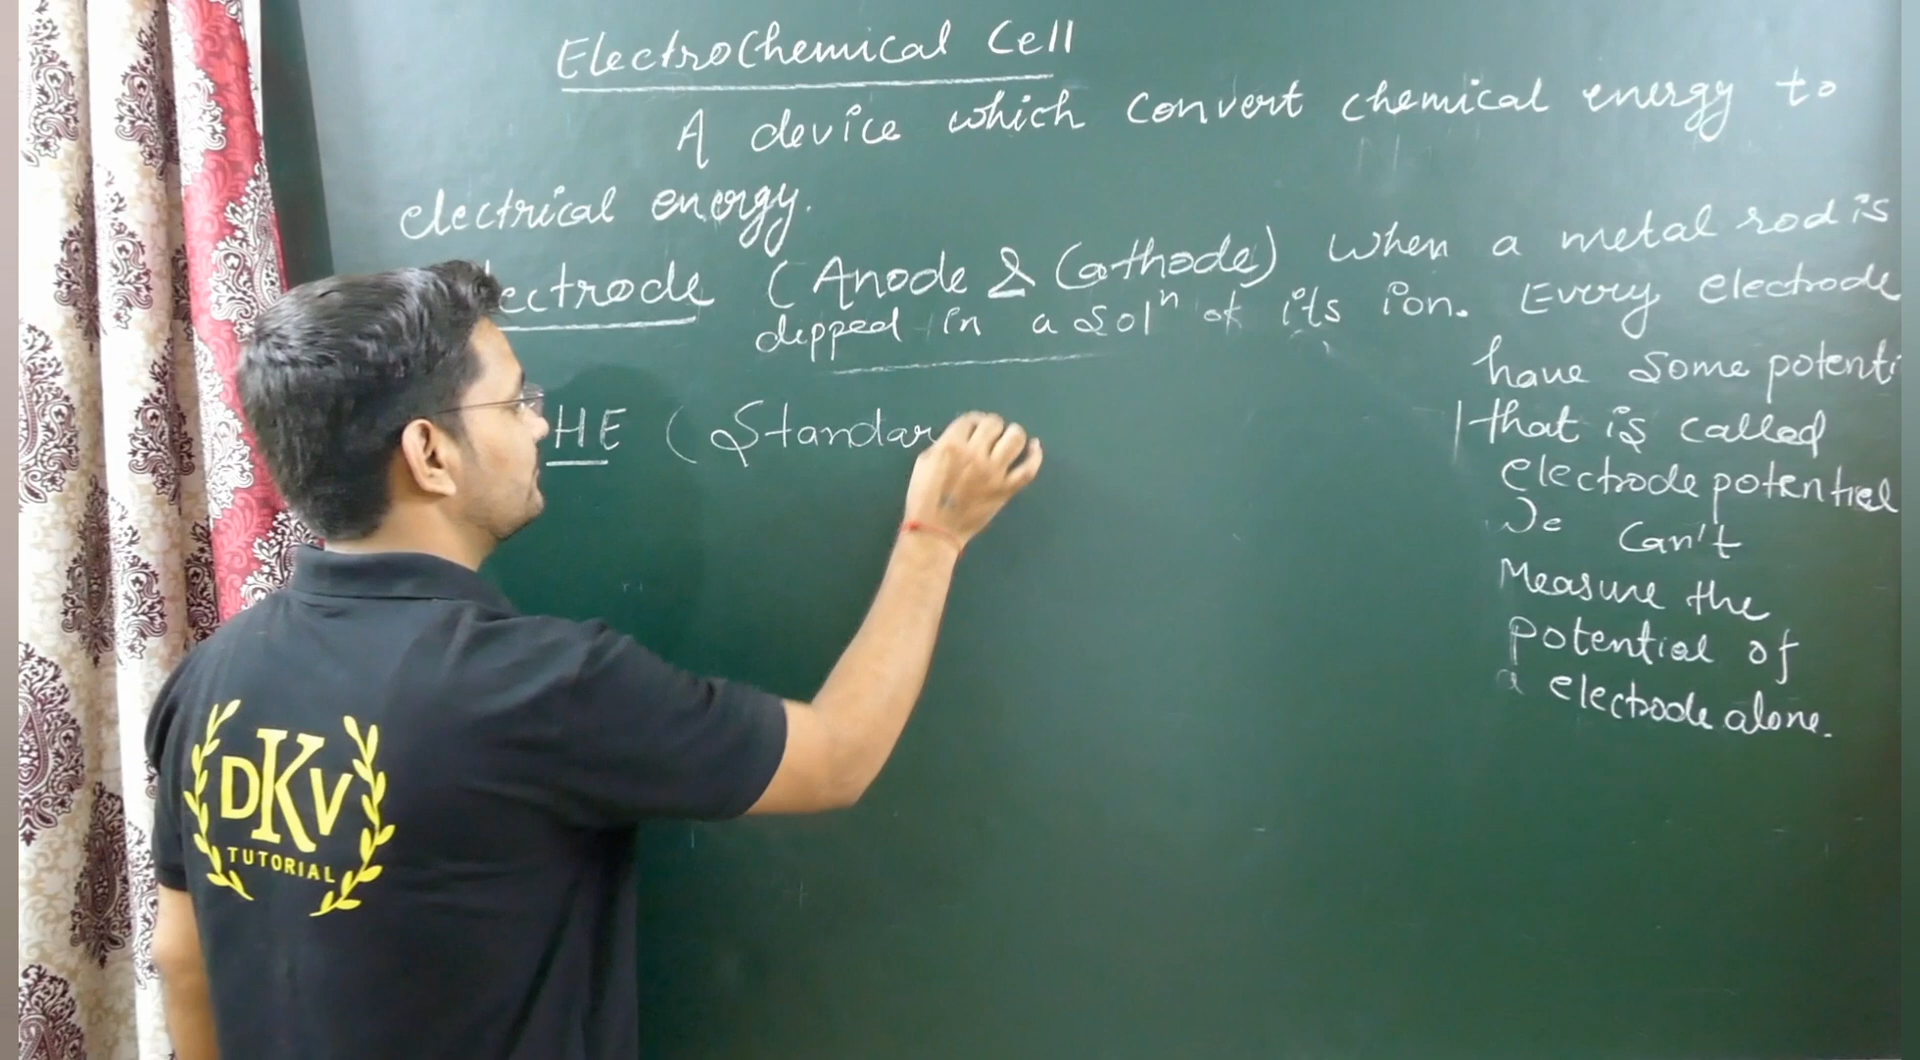 ElectroChemical Cell
A device which convert chemical energy to
electrical energy.
ectrode (Anode & Cathode) When a metal rod is
dipped in a Solⁿ of its ion. Every electrode
have some potenti
that is called
electrode potential
can't
Measure the
potential of
a electrode alone.
HE ( Standar
DKV
TUTORIAL